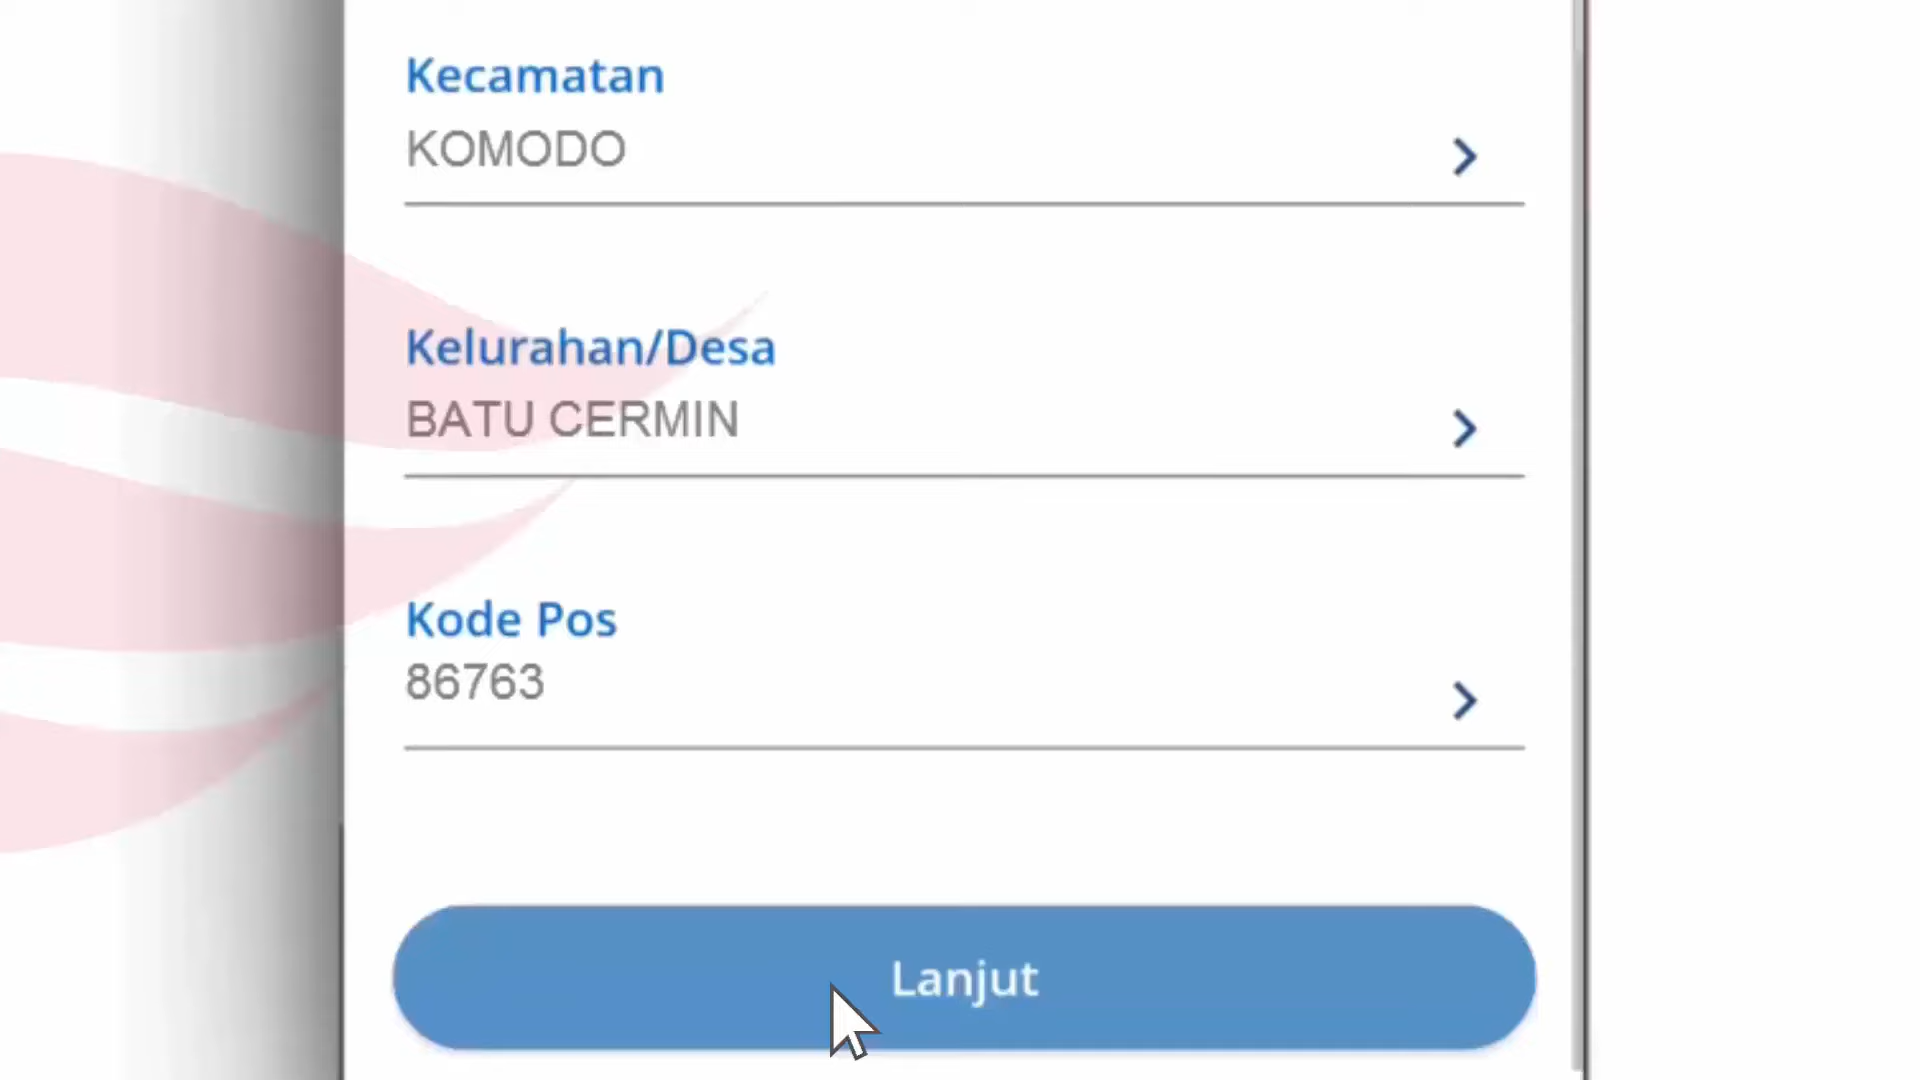 Kecamatan
KOMODO
Kelurahan/Desa
BATU CERMIN
Kode Pos
86763
Lanjut